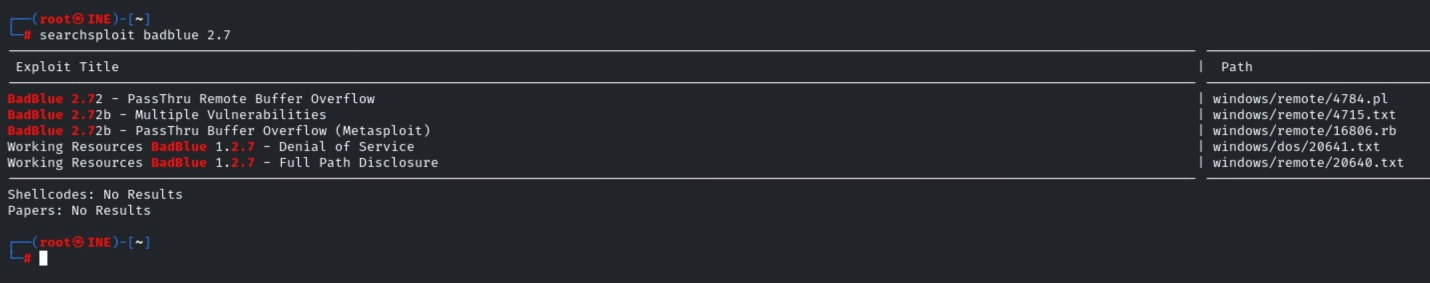 ┌──(root㉿INE)-[~]
└─# searchsploit badblue 2.7
Exploit Title | Path
BadBlue 2.72 - PassThru Remote Buffer Overflow | windows/remote/4784.pl
BadBlue 2.72b - Multiple Vulnerabilities | windows/remote/4715.txt
BadBlue 2.72b - PassThru Buffer Overflow (Metasploit) | windows/remote/16806.rb
Working Resources BadBlue 1.2.7 - Denial of Service | windows/dos/20641.txt
Working Resources BadBlue 1.2.7 - Full Path Disclosure | windows/remote/20640.txt
Shellcodes: No Results
Papers: No Results
┌──(root㉿INE)-[~]
└─#